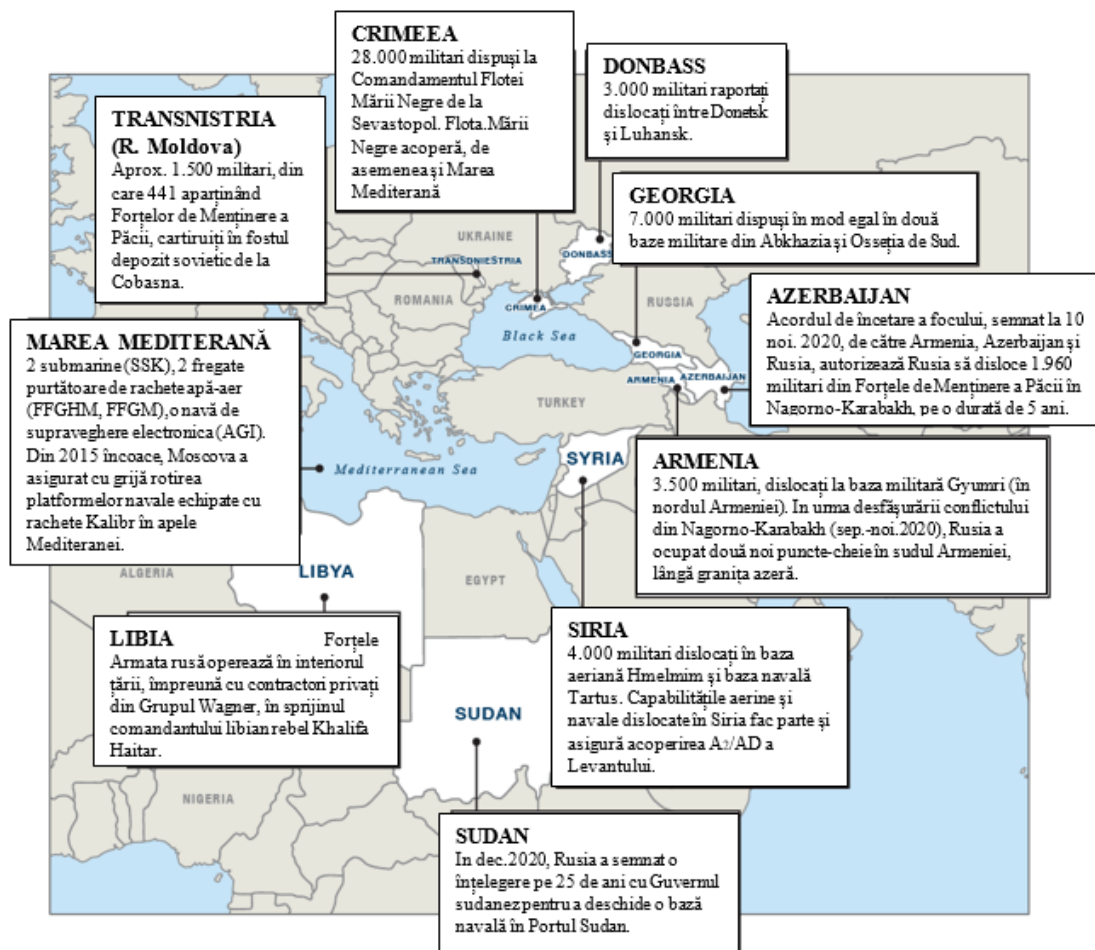 CRIMEEA
28.000 militari dispuși la
Comandamentul Flotei
Mării Negre de la
Sevastopol. Flota.Mării
Negre acoperă, de
asemenea și Marea
Mediterană
DONBASS
3.000 militari raportați
dislocați între Donetsk
și Luhansk.
TRANSNISTRIA
(R. Moldova)
Aprox. 1.500 militari, din
care 441 aparținând
Forțelor de Menținere a
Păcii, cartiruiți în fostul
depozit sovietic de la
Cobasna.
GEORGIA
7.000 militari dispuși în mod egal în două
baze militare din Abkhazia și Osseția de Sud.
UKRAINE
TRANSDNIESTRIA
DONBASS
ROMANIA
CRIMEA
RUSSIA
Black Sea
GEORGIA
ARMENIA
AZERBAIJAN
TURKEY
AZERBAIJAN
Acordul de încetare a focului, semnat la 10
noi. 2020, de către Armenia, Azerbaijan și
Rusia, autorizează Rusia să disloce 1.960
militari din Forțele de Menținere a Păcii în
Nagorno-Karabakh, pe o durată de 5 ani.
MAREA MEDITERANĂ
2 submarine (SSK), 2 fregate
purtătoare de rachete apă-aer
(FFGHM, FFGM), o navă de
supraveghere electronica (AGI).
Din 2015 încoace, Moscova a
asigurat cu grijă rotirea
platformelor navale echipate cu
rachete Kalibr în apele
Mediteranei.
Mediterranean Sea
SYRIA
ARMENIA
3.500 militari, dislocați la baza militară Gyumri (în
nordul Armeniei). In urma desfășurării conflictului
din Nagorno-Karabakh (sep.-noi.2020), Rusia a
ocupat două noi puncte-cheie în sudul Armeniei,
lângă granița azeră.
ALGERIA
LIBYA
EGYPT
LIBIA Forțele
Armata rusă operează în interiorul
țării, împreună cu contractori privați
din Grupul Wagner, în sprijinul
comandantului libian rebel Khalifa
Haitar.
SIRIA
4.000 militari dislocați în baza
aeriană Hmelmim și baza navală
Tartus. Capabilitățile aerine și
navale dislocate în Siria fac parte și
asigură acoperirea A2/AD a
Levantului.
SUDAN
NIGERIA
SUDAN
In dec.2020, Rusia a semnat o
înțelegere pe 25 de ani cu Guvernul
sudanez pentru a deschide o bază
navală în Portul Sudan.